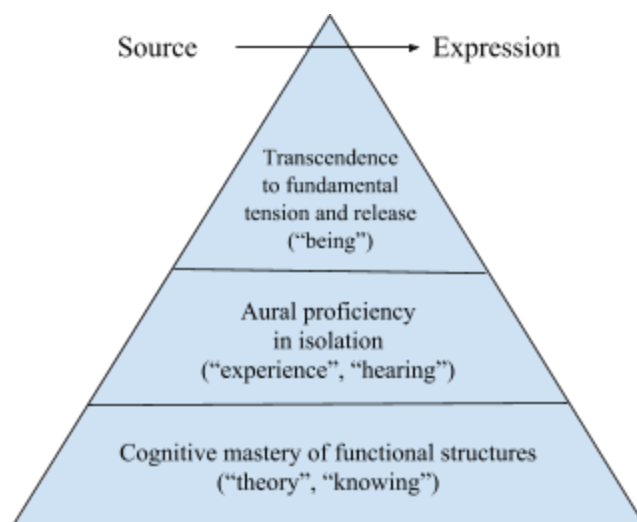 Source Expression
Transcendence
to fundamental
tension and release
(“being”)
Aural proficiency
in isolation
(“experience”, “hearing”)
Cognitive mastery of functional structures
(“theory”, “knowing”)